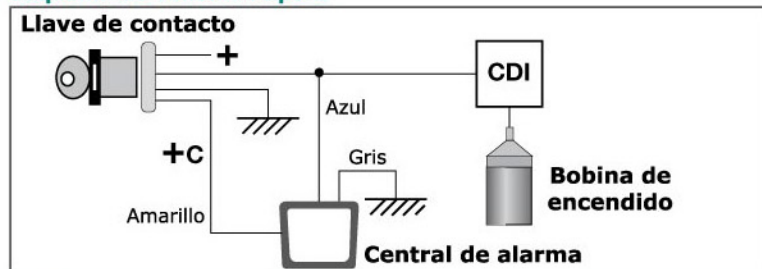 Llave de contacto
+
CDI
Azul
+C
Gris
Bobina de
encendido
Amarillo
Central de alarma